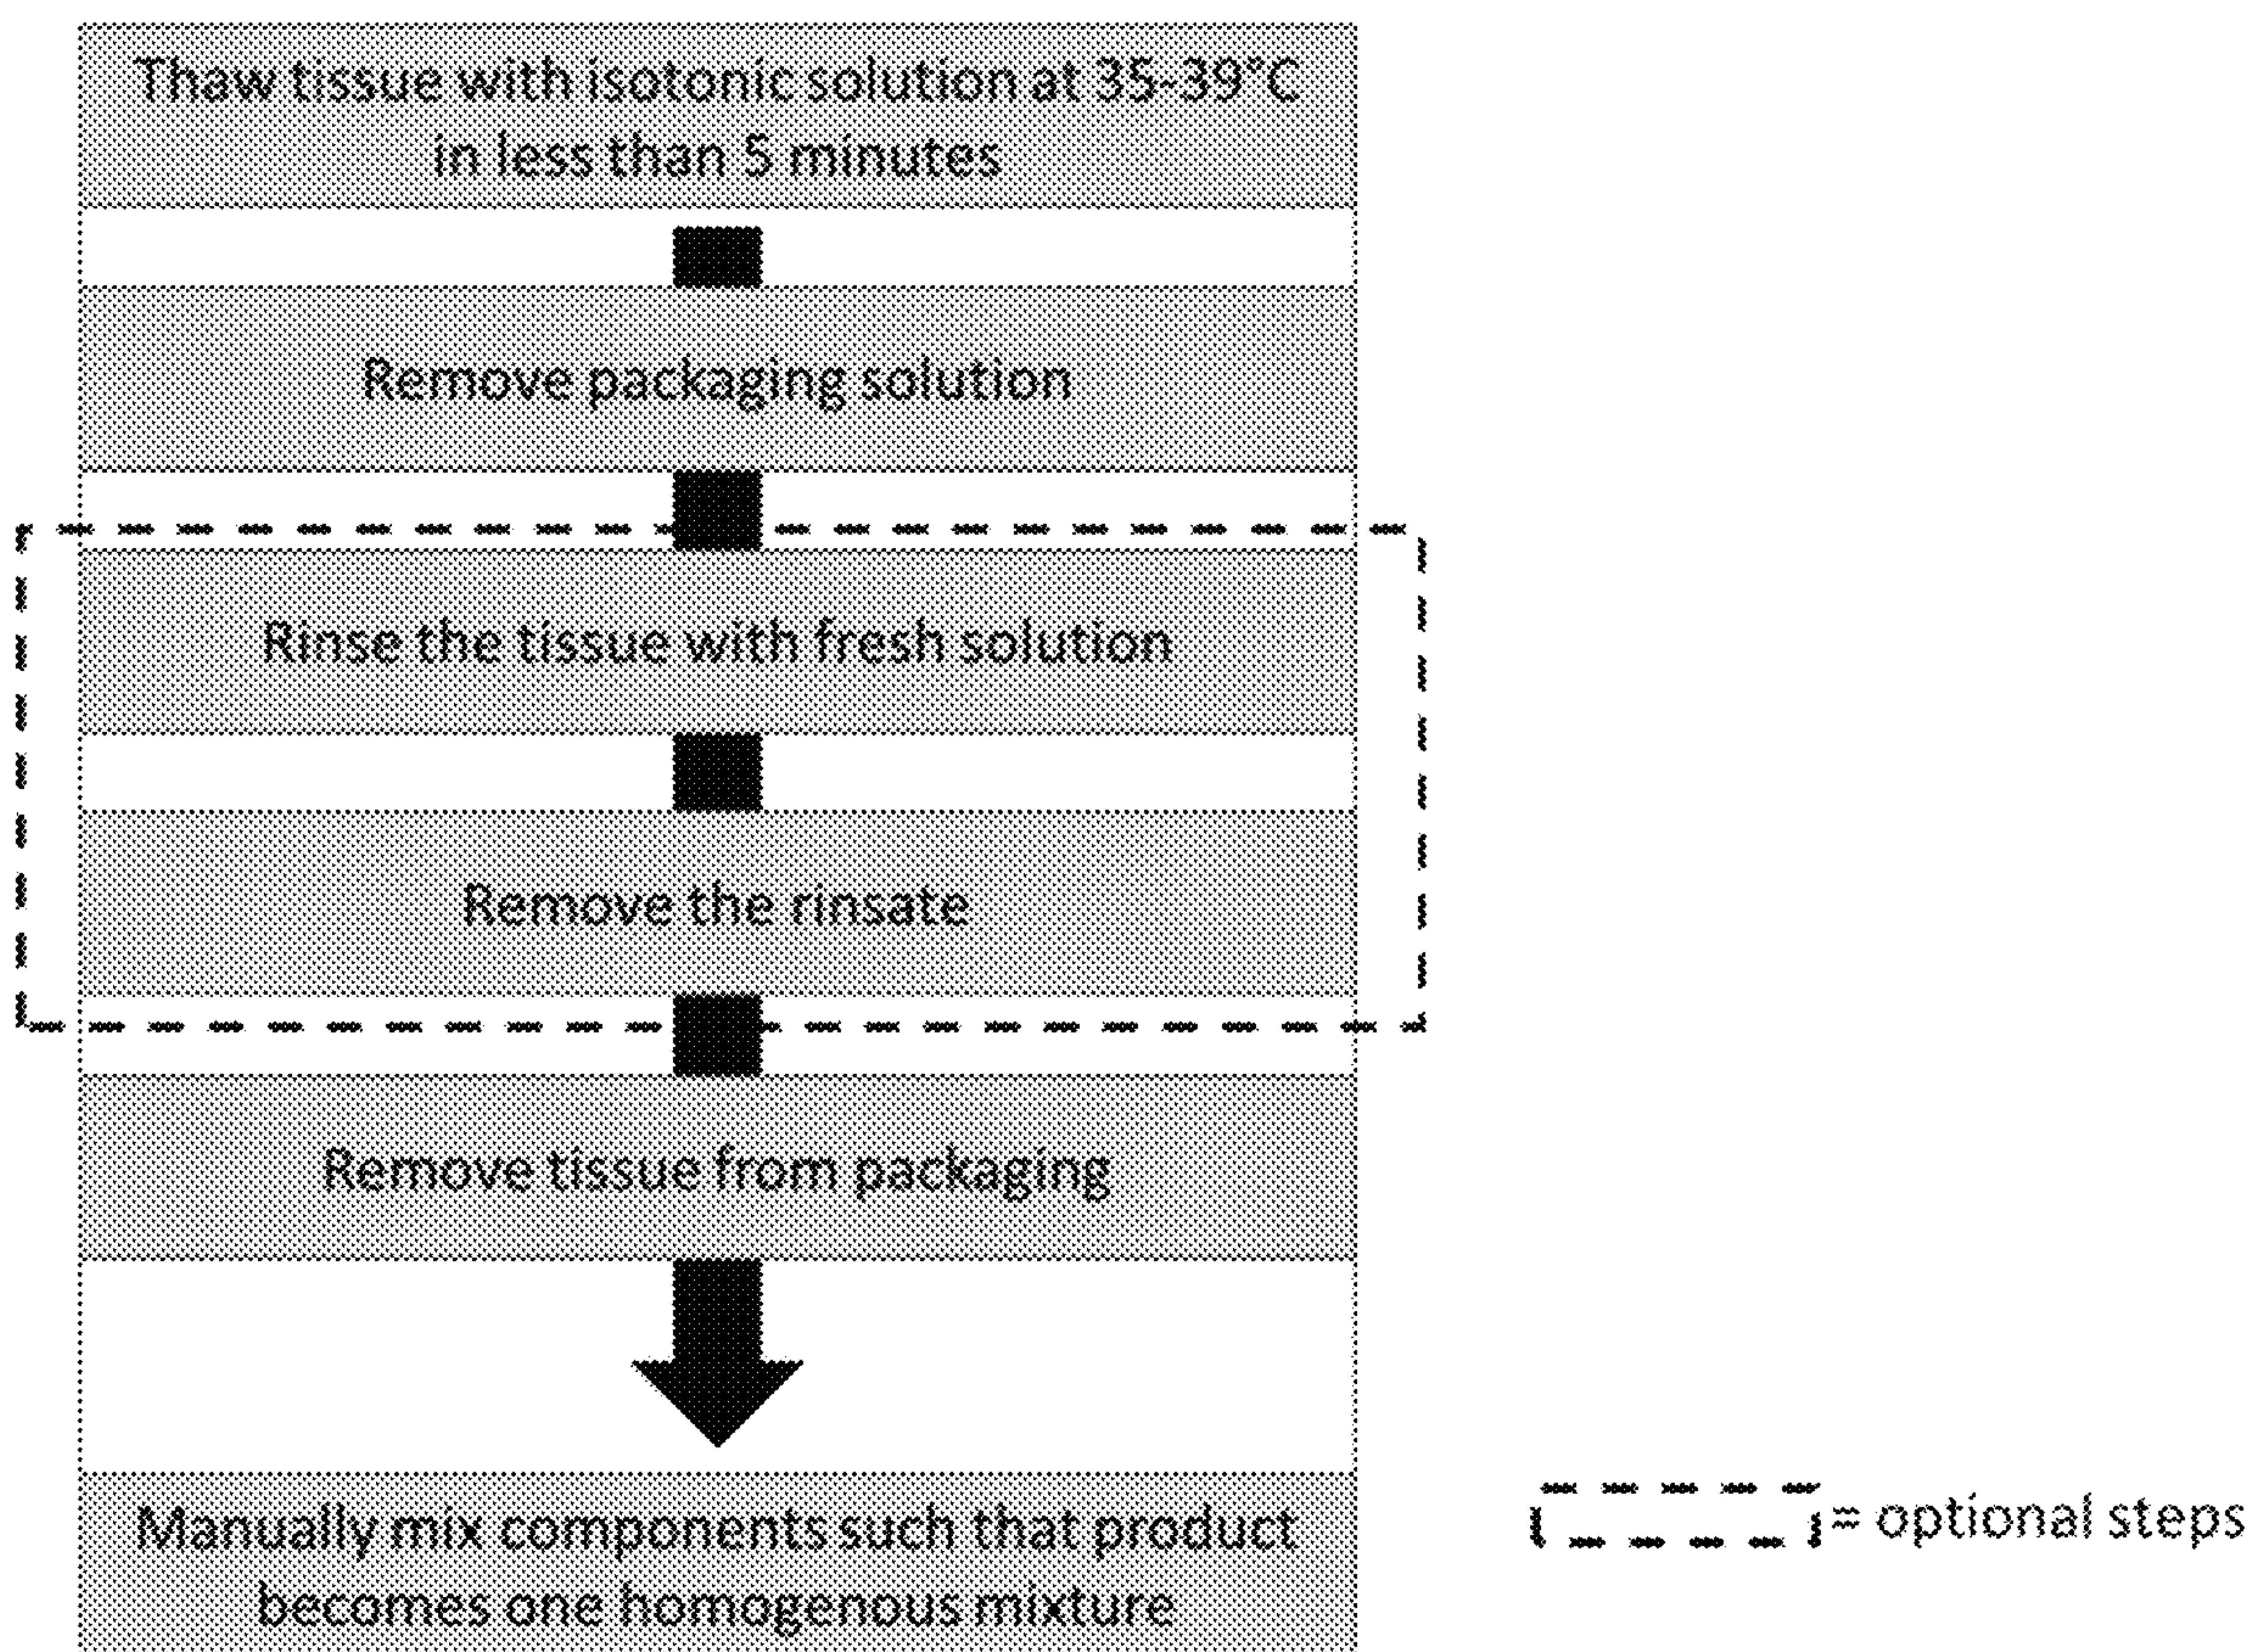 Thaw tissue with isotonic solution at 35-39°C
in less than 5 minutes
Remove packaging solution
Rinse the tissue with fresh solution
Remove the rinsate
Remove tissue from packaging
Manually mix components such that product
becomes one homogenous mixture
= optional steps